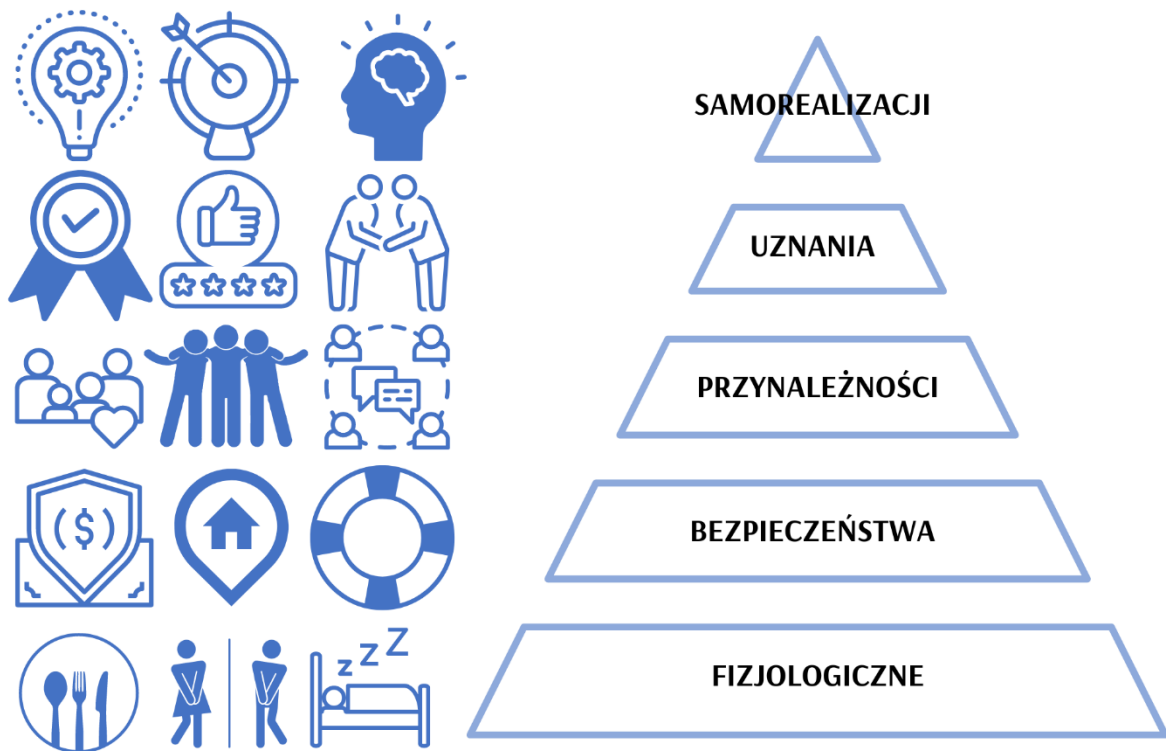 SAMOREALIZACJI
UZNANIA
PRZYNALEŻNOŚCI
($)
BEZPIECZEŃSTWA
z Z Z
FIZJOLOGICZNE